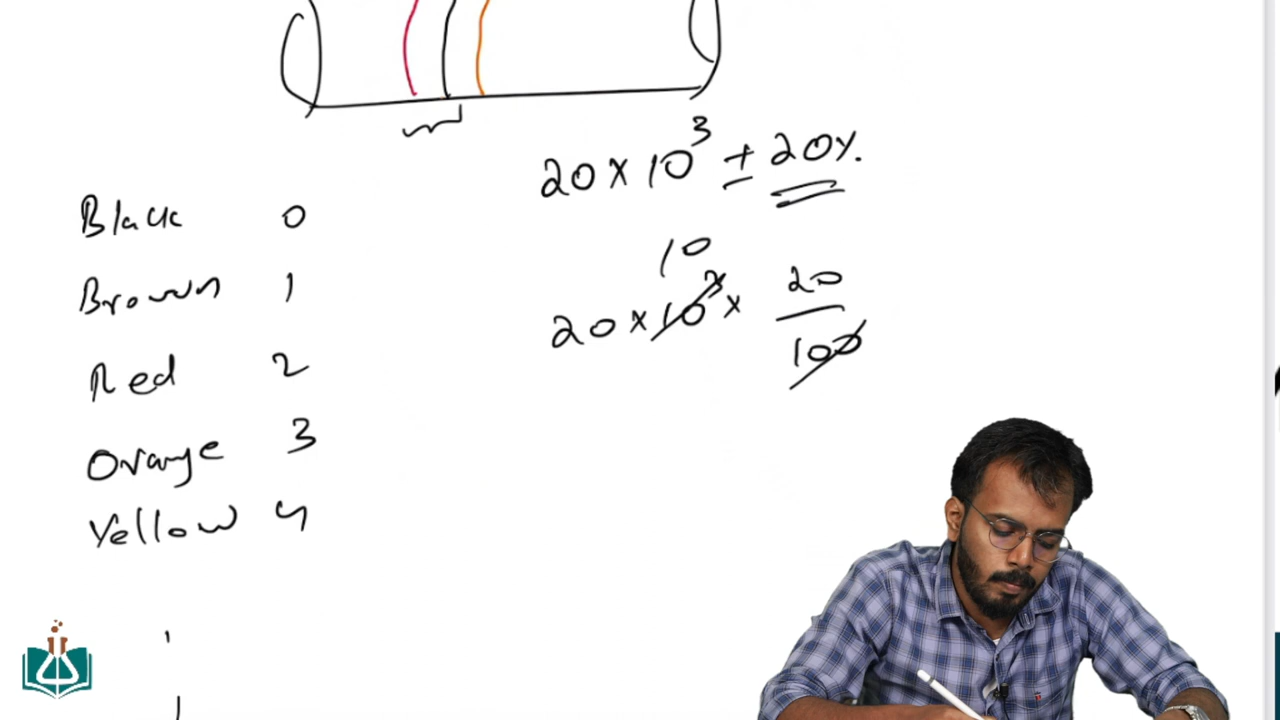 20 x 10³ ± 20%.
Black 0
10
Brown 1
20 x 10³ x 20/100
Red 2
Orange 3
Yellow 4